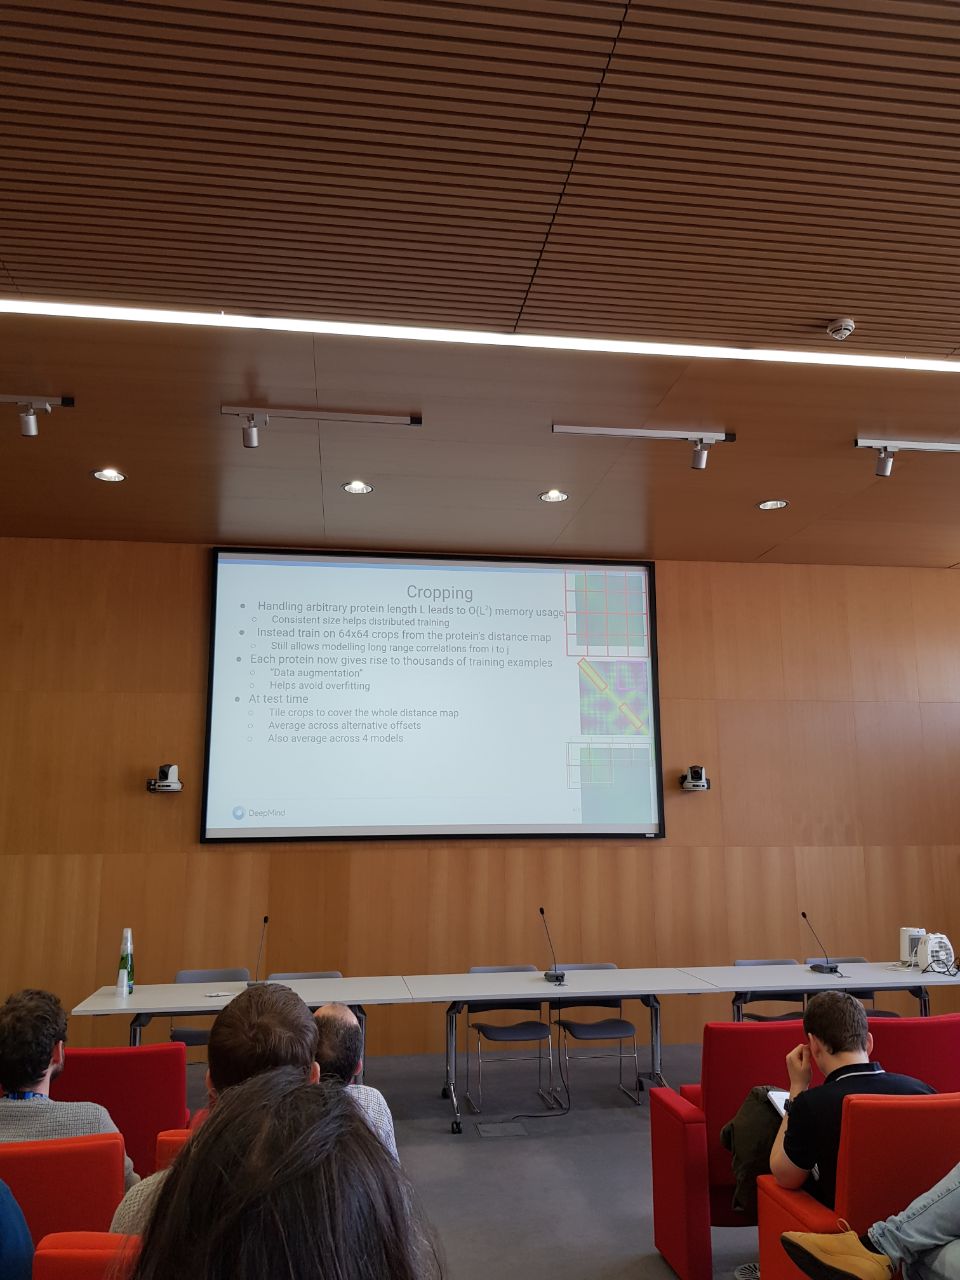 Cropping
● Handling arbitrary protein length L leads to O(L²) memory usage
○ Consistent size helps distributed training
● Instead train on 64x64 crops from the protein's distance map
○ Still allows modelling long range correlations from i to j
● Each protein now gives rise to thousands of training examples
○ "Data augmentation"
○ Helps avoid overfitting
● At test time
○ Tile crops to cover the whole distance map
○ Average across alternative offsets
○ Also average across 4 models
DeepMind